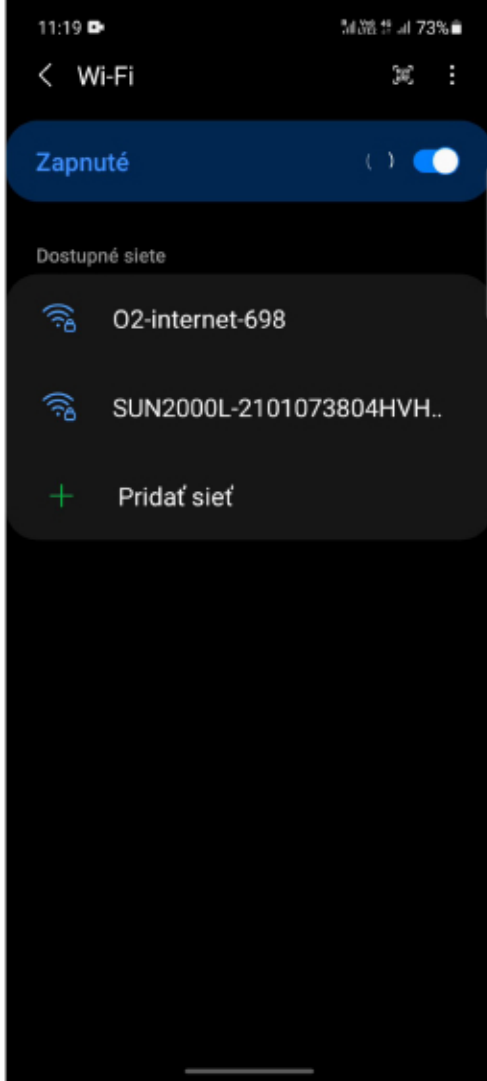 11:19 73%
Wi-Fi
Zapnuté
Dostupné siete
O2-internet-698
SUN2000L-2101073804HVH..
Pridať sieť